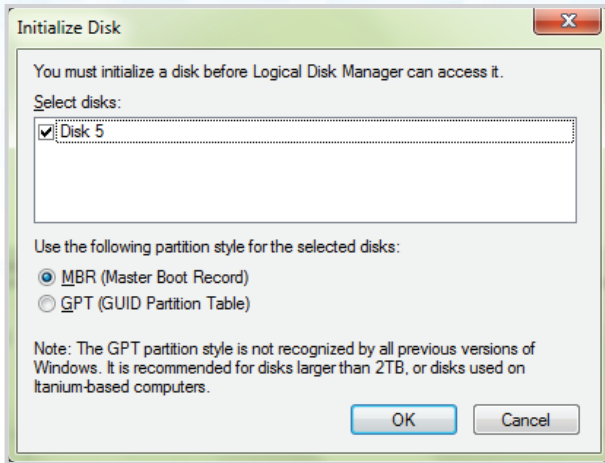 Initialize Disk
You must initialize a disk before Logical Disk Manager can access it.
Select disks:
Disk 5
Use the following partition style for the selected disks:
MBR (Master Boot Record)
GPT (GUID Partition Table)
Note: The GPT partition style is not recognized by all previous versions of
Windows. It is recommended for disks larger than 2TB, or disks used on
Itanium-based computers.
OK Cancel